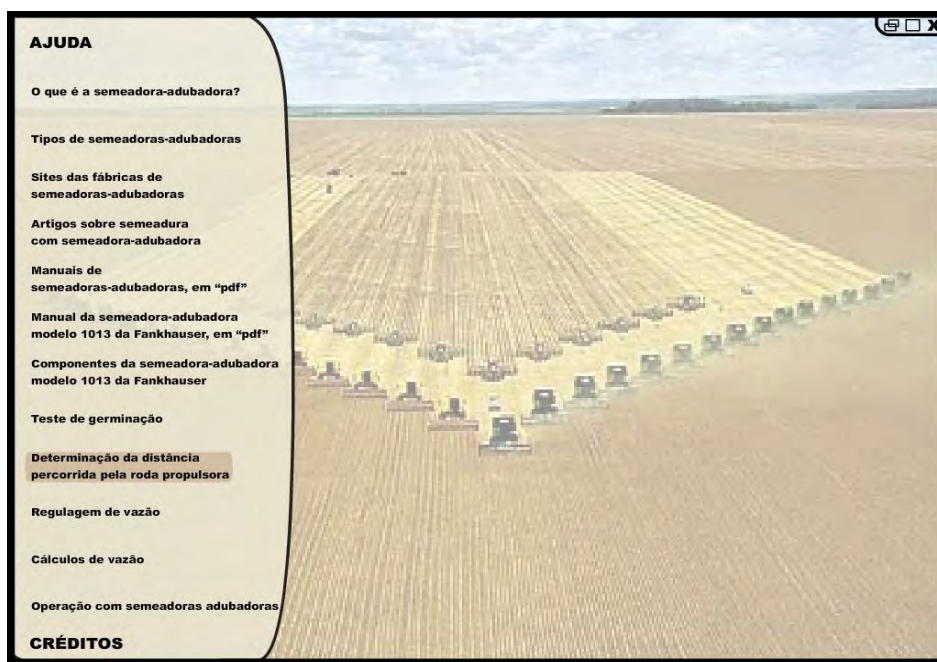 AJUDA
O que é a semeadora-adubadora?
Tipos de semeadoras-adubadoras
Sites das fábricas de
semeadoras-adubadoras
Artigos sobre semeadura
com semeadora-adubadora
Manuais de
semeadoras-adubadoras, em “pdf”
Manual da semeadora-adubadora
modelo 1013 da Fankhauser, em “pdf”
Componentes da semeadora-adubadora
modelo 1013 da Fankhauser
Teste de germinação
Determinação da distância
percorrida pela roda propulsora
Regulagem de vazão
Cálculos de vazão
Operação com semeadoras adubadoras
CRÉDITOS